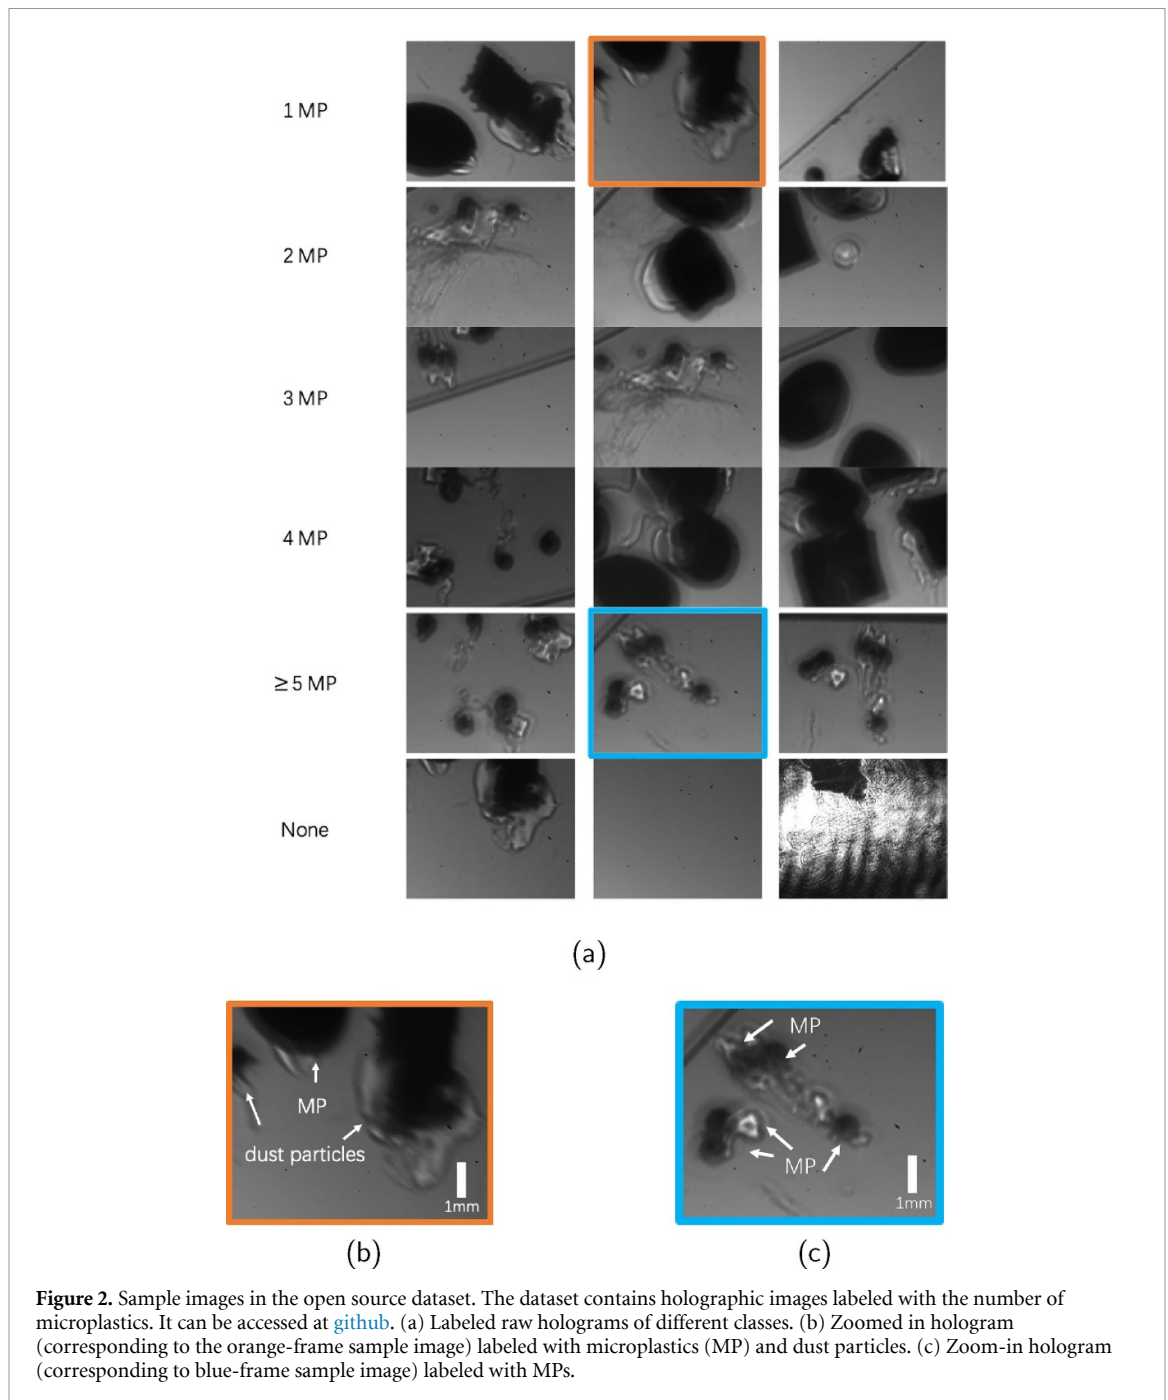 1 MP
2 MP
3 MP
4 MP
≥ 5 MP
None
(a)
MP
dust particles
1mm
(b)
MP
MP
1mm
(c)
Figure 2. Sample images in the open source dataset. The dataset contains holographic images labeled with the number of
microplastics. It can be accessed at github. (a) Labeled raw holograms of different classes. (b) Zoomed in hologram
(corresponding to the orange-frame sample image) labeled with microplastics (MP) and dust particles. (c) Zoom-in hologram
(corresponding to blue-frame sample image) labeled with MPs.